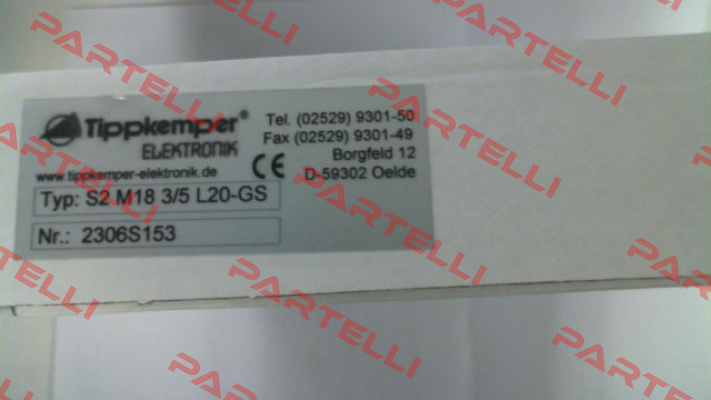 Tippkemper®
ELEKTRONIK
www.tippkemper-elektronik.de
CE
Tel. (02529) 9301-50
Fax (02529) 9301-49
Borgfeld 12
D-59302 Oelde
Typ: S2 M18 3/5 L20-GS
Nr.: 2306S153
PARTELLI
PARTELLI
PARTELLI
PARTELLI
PARTELLI
PARTELLI
PARTELLI
PARTELLI
PARTELLI